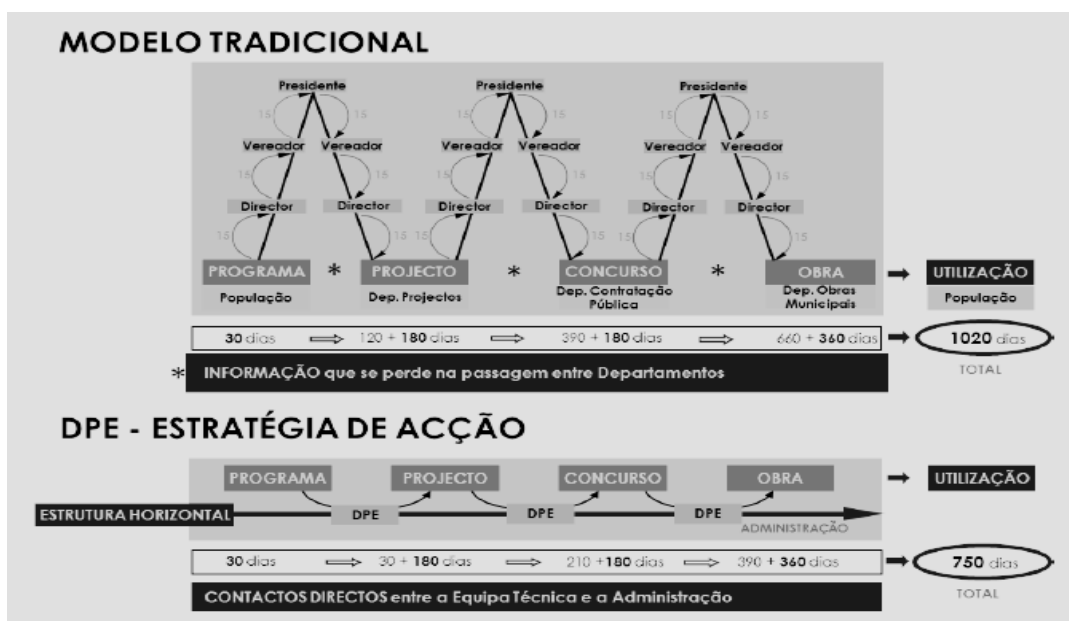 MODELO TRADICIONAL
Presidente Presidente Presidente
15 15 15 15 15 15
Vereador Vereador Vereador Vereador Vereador Vereador
15 15 15 15 15 15
Director Director Director Director Director Director
15 15 15 15 15 15
PROGRAMA * PROJECTO * CONCURSO * OBRA UTILIZAÇÃO
População Dep. Projectos Dep. Contratação Dep. Obras População
Pública Municipais
30 dias 120 + 180 dias 390 + 180 dias 660 + 360 dias 1020 dias
TOTAL
* INFORMAÇÃO que se perde na passagem entre Departamentos
DPE - ESTRATÉGIA DE ACÇÃO
PROGRAMA PROJECTO CONCURSO OBRA UTILIZAÇÃO
ESTRUTURA HORIZONTAL DPE DPE DPE
ADMINISTRAÇÃO
30 dias 30 + 180 dias 210 +180 dias 390 + 360 dias 750 dias
TOTAL
CONTACTOS DIRECTOS entre a Equipa Técnica e a Administração